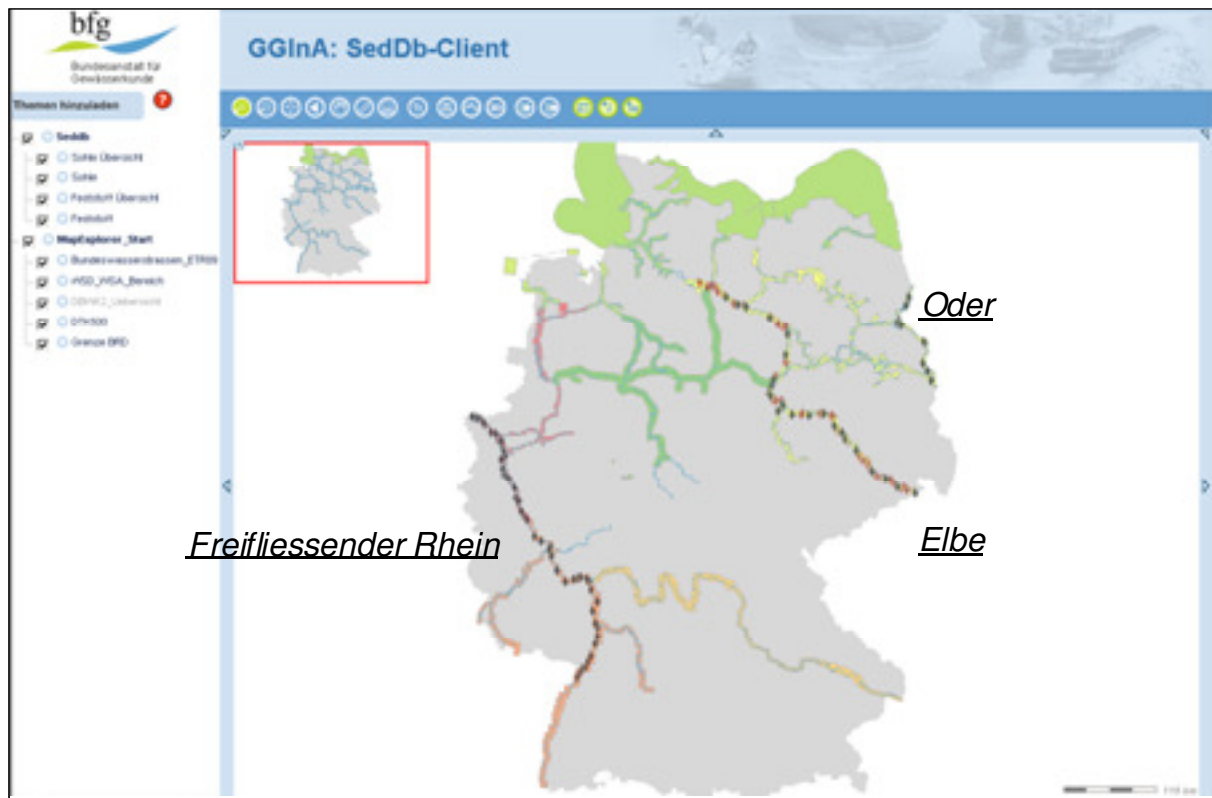 bfg
Bundesanstalt für
Gewässerkunde
GGInA: SedDb-Client
Themen hinzuladen
?
Seddb
Sohle Übersicht
Sohle
Feststoff Übersicht
Feststoff
MapExplorer_Start
Bundeswasserstrassen_ETRS89
WSD_WSA_Bereich
DTK500
Grenze BRD
Oder
Freifliessender Rhein
Elbe